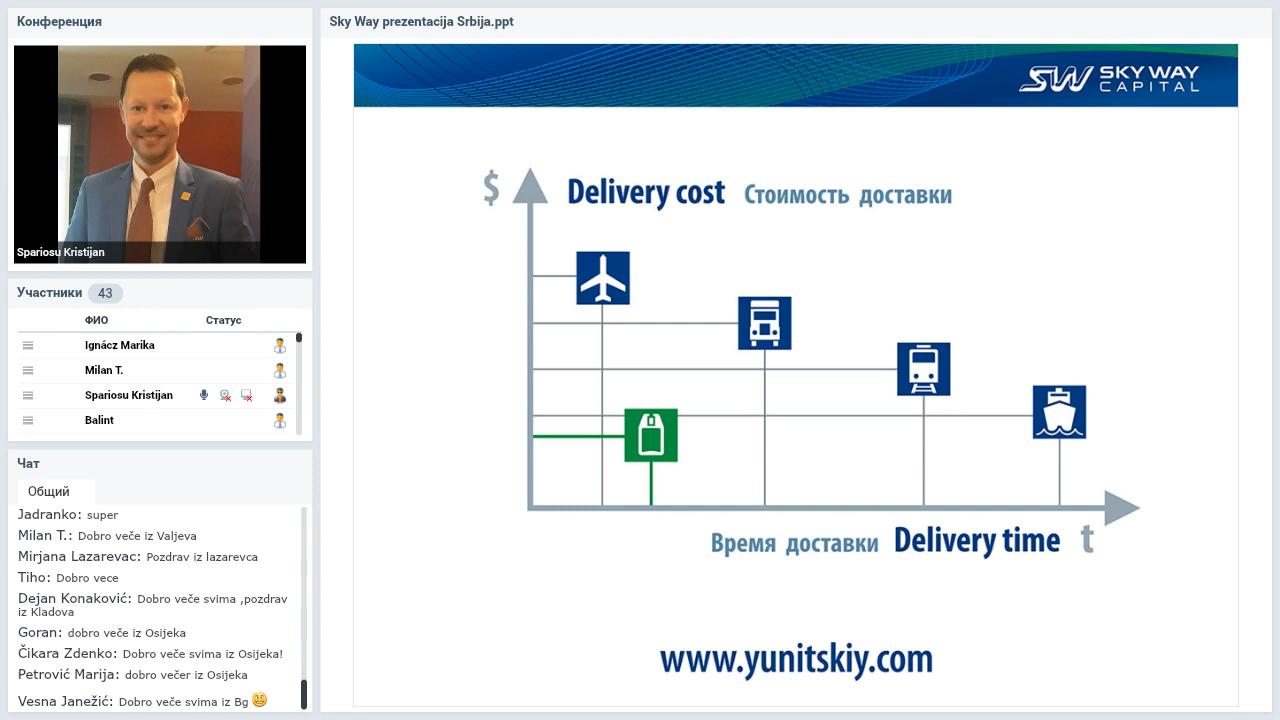 Конференция
Spariosu Kristijan
Участники 43
ФИО Статус
Ignácz Marika
Milan T.
Spariosu Kristijan
Balint
Чат
Общий
Jadranko: super
Milan T.: Dobro veče iz Valjeva
Mirjana Lazarevac: Pozdrav iz lazarevca
Tiho: Dobro vece
Dejan Konaković: Dobro veče svima ,pozdrav
iz Kladova
Goran: dobro veče iz Osijeka
Čikara Zdenko: Dobro veče svima iz Osijeka!
Petrović Marija: dobro večer iz Osijeka
Vesna Janežić: Dobro veče svima iz Bg
Sky Way prezentacija Srbija.ppt
SW SKY WAY
CAPITAL
$ Delivery cost Стоимость доставки
Время доставки Delivery time t
www.yunitskiy.com